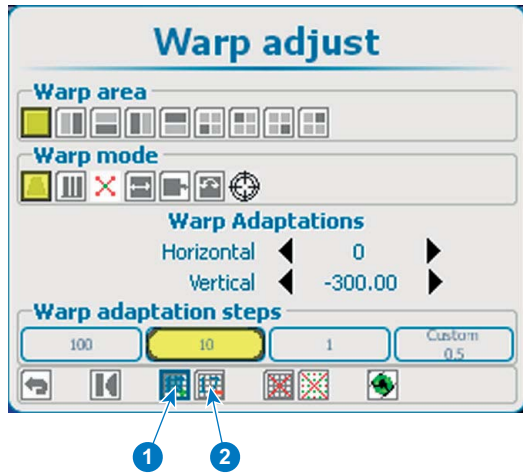 Warp adjust
Warp area
Warp mode
Warp Adaptations
Horizontal 0
Vertical -300.00
Warp adaptation steps
100 10 1 Custom 0.5
1 2